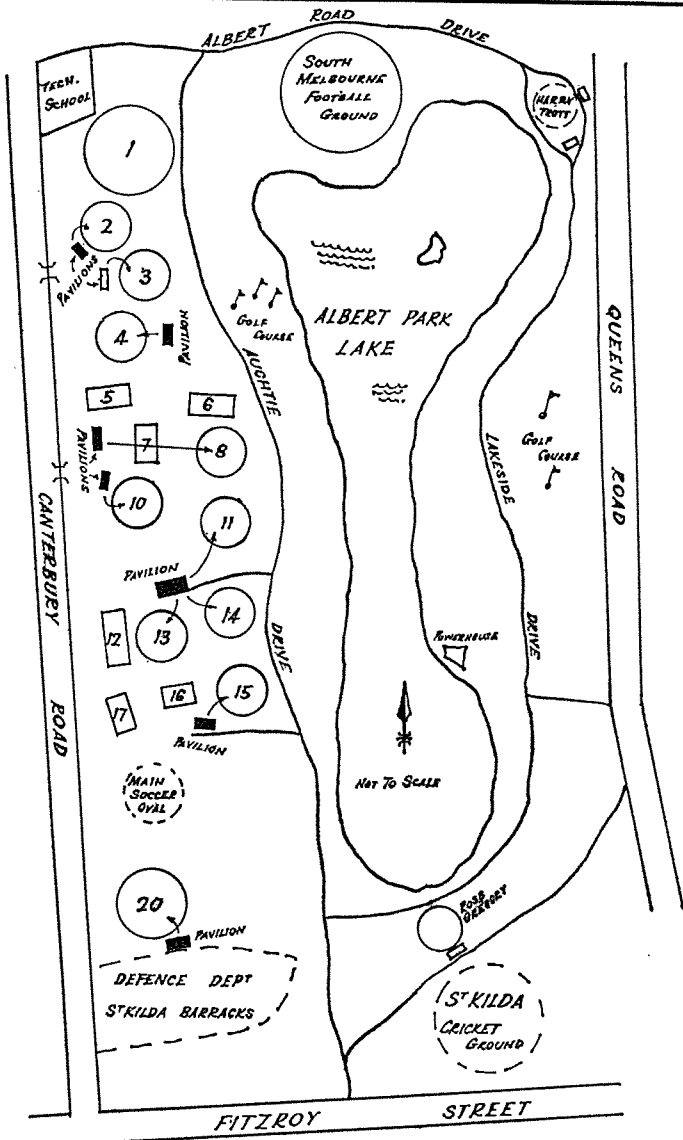 ALBERT ROAD DRIVE
TECH.
SCHOOL
SOUTH
MELBOURNE
FOOTBALL
GROUND
HARRY
TROTT
1
2
PAVILIONS
3
4
PAVILION
GOLF
COURSE
ALBERT PARK
LAKE
QUEENS ROAD
5
6
AUGHTIE DRIVE
PAVILIONS
7
8
10
11
GOLF
COURSE
LAKESIDE DRIVE
CANTERBURY ROAD
PAVILION
12
13
14
POWERHOUSE
15
16
17
PAVILION
NOT TO SCALE
MAIN
SOCCER
OVAL
20
PAVILION
ROSS
GREGORY
DEFENCE DEPT
ST KILDA BARRACKS
ST KILDA
CRICKET
GROUND
FITZROY STREET